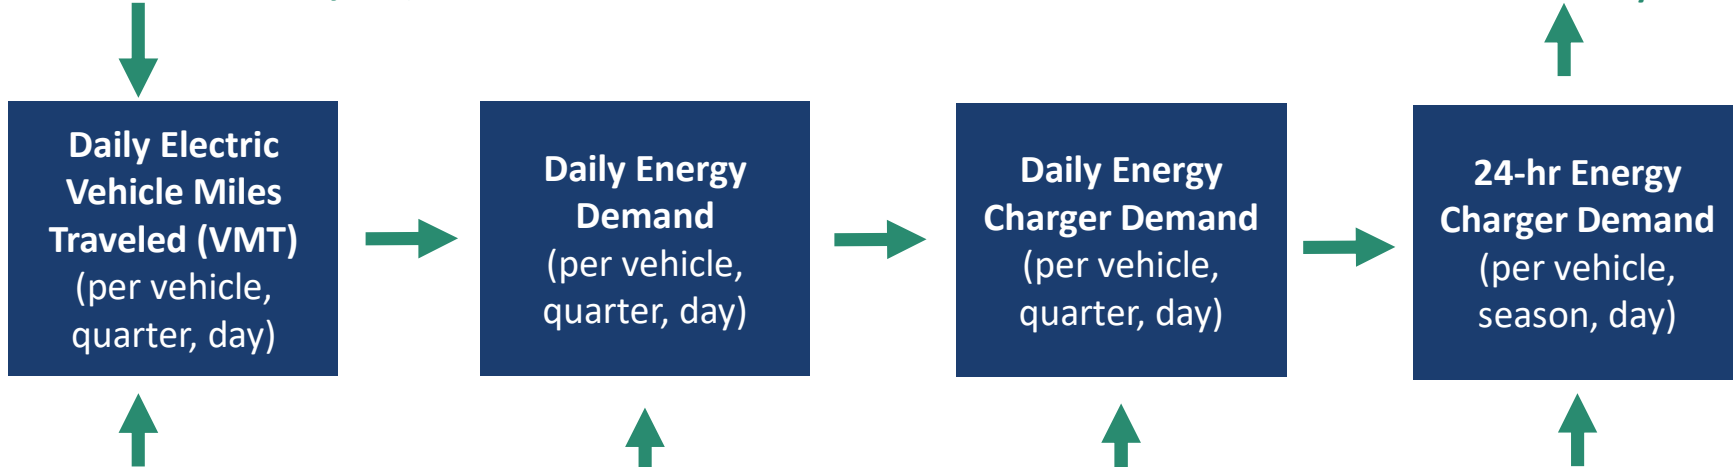 Daily Electric
Vehicle Miles
Traveled (VMT)
(per vehicle,
quarter, day)
Daily Energy
Demand
(per vehicle,
quarter, day)
Daily Energy
Charger Demand
(per vehicle,
quarter, day)
24-hr Energy
Charger Demand
(per vehicle,
season, day)